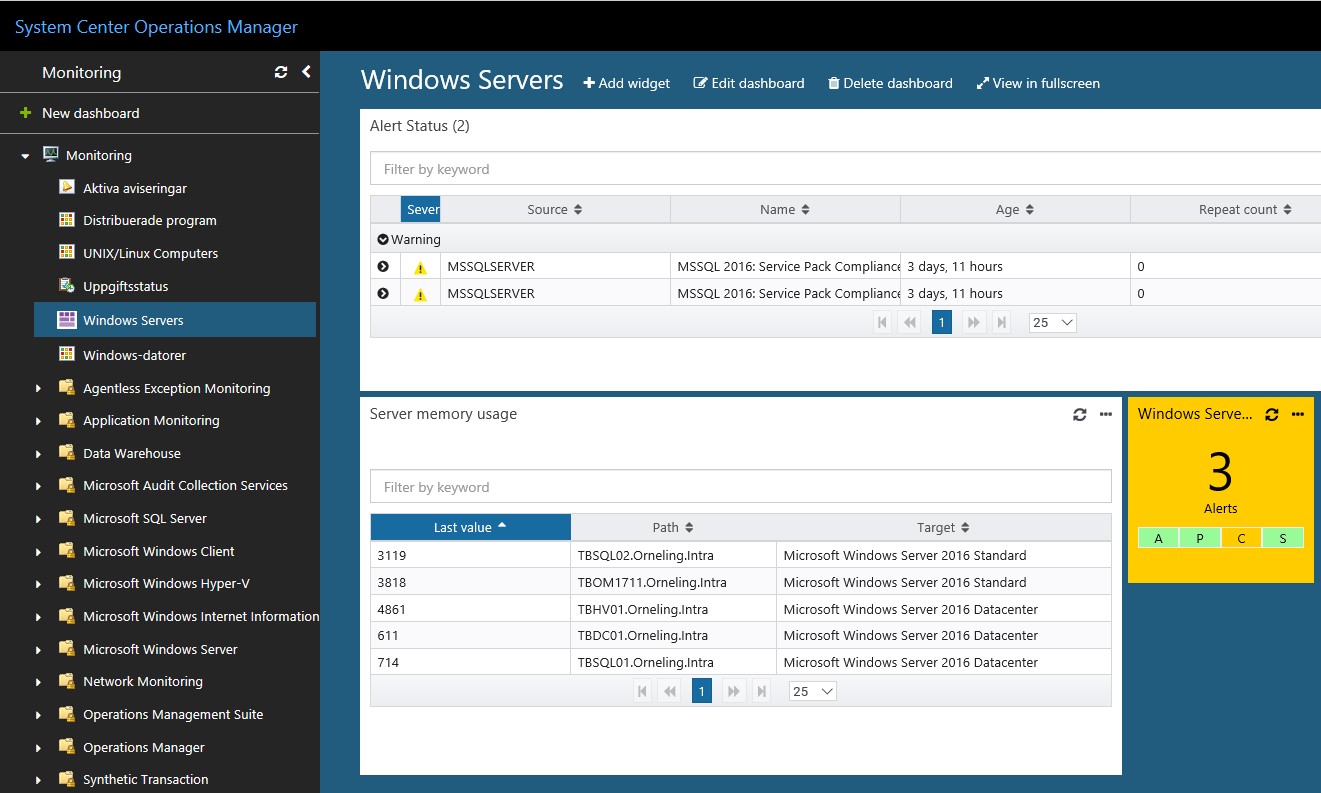 System Center Operations Manager
Monitoring
New dashboard
Monitoring
Aktiva aviseringar
Distribuerade program
UNIX/Linux Computers
Uppgiftsstatus
Windows Servers
Windows-datorer
Agentless Exception Monitoring
Application Monitoring
Data Warehouse
Microsoft Audit Collection Services
Microsoft SQL Server
Microsoft Windows Client
Microsoft Windows Hyper-V
Microsoft Windows Internet Information
Microsoft Windows Server
Network Monitoring
Operations Management Suite
Operations Manager
Synthetic Transaction
Windows Servers Add widget Edit dashboard Delete dashboard View in fullscreen
Alert Status (2)
Filter by keyword
Sever Source Name Age Repeat count
Warning
MSSQLSERVER MSSQL 2016: Service Pack Compliance 3 days, 11 hours 0
MSSQLSERVER MSSQL 2016: Service Pack Compliance 3 days, 11 hours 0
1 25
Server memory usage
Filter by keyword
Last value Path Target
3119 TBSQL02.Orneling.Intra Microsoft Windows Server 2016 Standard
3818 TBOM1711.Orneling.Intra Microsoft Windows Server 2016 Standard
4861 TBHV01.Orneling.Intra Microsoft Windows Server 2016 Datacenter
611 TBDC01.Orneling.Intra Microsoft Windows Server 2016 Datacenter
714 TBSQL01.Orneling.Intra Microsoft Windows Server 2016 Datacenter
1 25
Windows Serve...
3
Alerts
A P C S